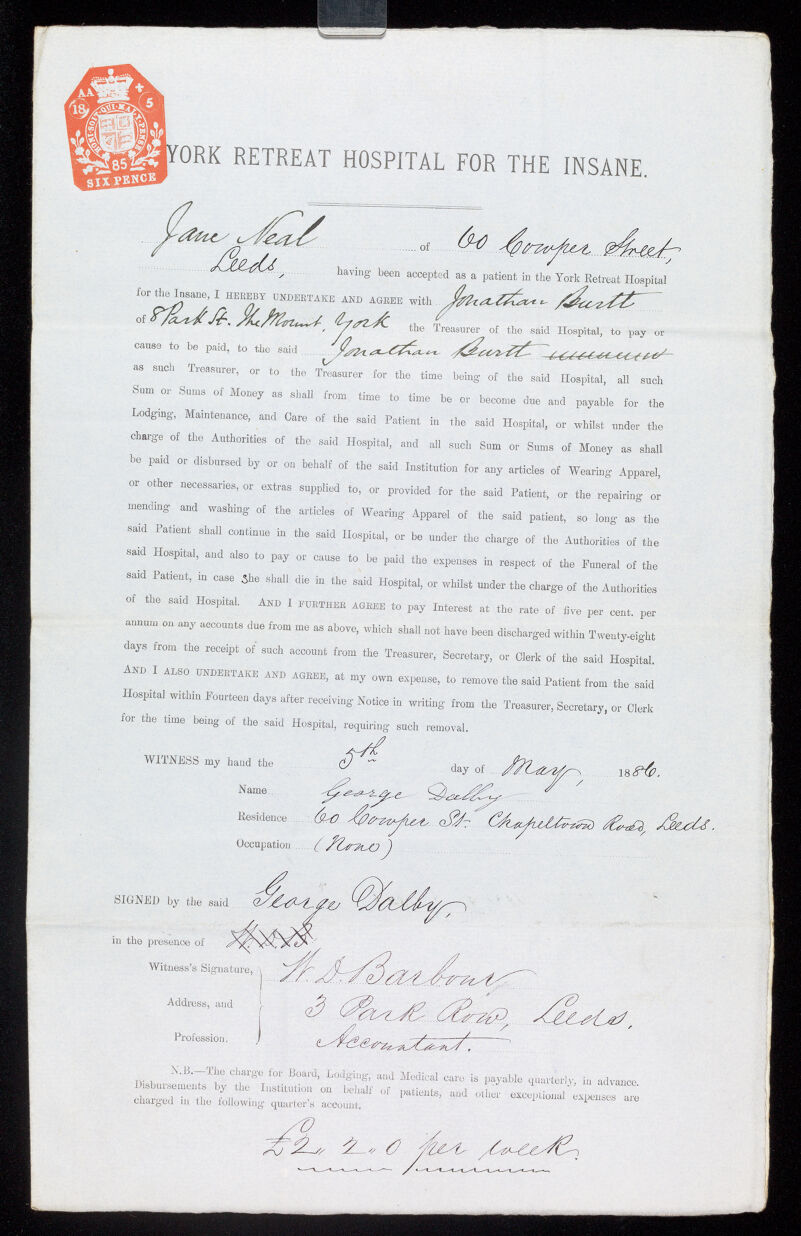 AA
18 5
HONI·SOIT·QUI·MAL·Y·PENSE
85
SIX PENCE
YORK RETREAT HOSPITAL FOR THE INSANE.
Jane Neal of 60 Cowper Street,
Leeds, having been accepted as a patient in the York Retreat Hospital
for the Insane, I HEREBY UNDERTAKE AND AGREE with Jonathan Burtt
of 8 Park St. The Mount, York the Treasurer of the said Hospital, to pay or
cause to be paid, to the said Jonathan Burtt
as such Treasurer, or to the Treasurer for the time being of the said Hospital, all such
Sum or Sums of Money as shall from time to time be or become due and payable for the
Lodging, Maintenance, and Care of the said Patient in the said Hospital, or whilst under the
charge of the Authorities of the said Hospital, and all such Sum or Sums of Money as shall
be paid or disbursed by or on behalf of the said Institution for any articles of Wearing Apparel,
or other necessaries, or extras supplied to, or provided for the said Patient, or the repairing or
mending and washing of the articles of Wearing Apparel of the said patient, so long as the
said Patient shall continue in the said Hospital, or be under the charge of the Authorities of the
said Hospital, and also to pay or cause to be paid the expenses in respect of the Funeral of the
said Patient, in case She shall die in the said Hospital, or whilst under the charge of the Authorities
of the said Hospital. AND I FURTHER AGREE to pay Interest at the rate of five per cent. per
annum on any accounts due from me as above, which shall not have been discharged within Twenty-eight
days from the receipt of such account from the Treasurer, Secretary, or Clerk of the said Hospital.
AND I ALSO UNDERTAKE AND AGREE, at my own expense, to remove the said Patient from the said
Hospital within Fourteen days after receiving Notice in writing from the Treasurer, Secretary, or Clerk
for the time being of the said Hospital, requiring such removal.
WITNESS my hand the 5th day of May, 1886.
Name George Dalby
Residence 60 Cowper St. Chapeltown Road, Leeds.
Occupation (None)
SIGNED by the said George Dalby,
in the presence of
Witness's Signature, W. D. Barbour
Address, and 3 Park Row, Leeds.
Profession. Accountant.
N.B.—The charge for Board, Lodging, and Medical care is payable quarterly, in advance.
Disbursements by the Institution on behalf of patients, and other exceptional expenses are
charged in the following quarter's account.
£2,, 2,, 0 per week.